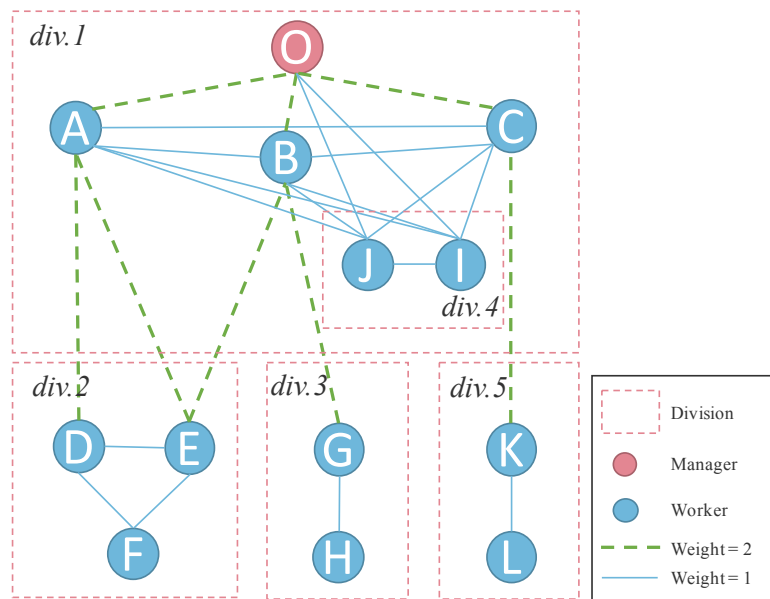 div.1
O
A
B
C
J
I
div.4
div.2
div.3
div.5
D
E
G
K
F
H
L
Division
Manager
Worker
Weight = 2
Weight = 1